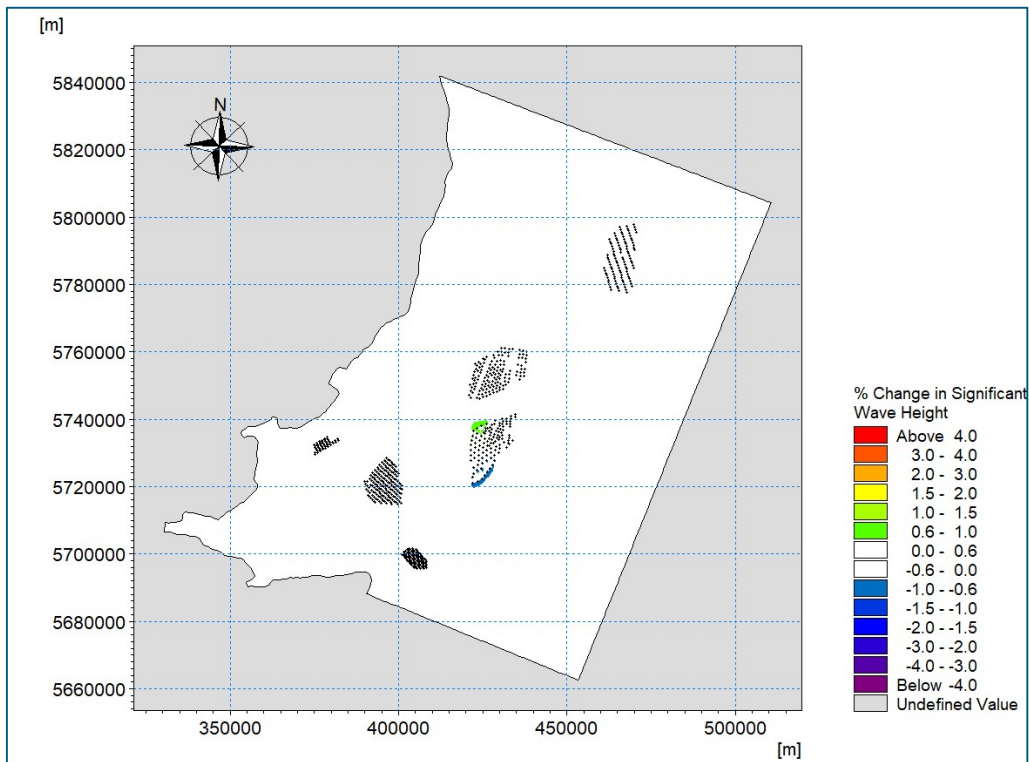 [m]
5840000
N
5820000
5800000
5780000
5760000
5740000
5720000
5700000
5680000
5660000
350000 400000 450000 500000
[m]
% Change in Significant
Wave Height
Above 4.0
3.0 - 4.0
2.0 - 3.0
1.5 - 2.0
1.0 - 1.5
0.6 - 1.0
0.0 - 0.6
-0.6 - 0.0
-1.0 - -0.6
-1.5 - -1.0
-2.0 - -1.5
-3.0 - -2.0
-4.0 - -3.0
Below -4.0
Undefined Value